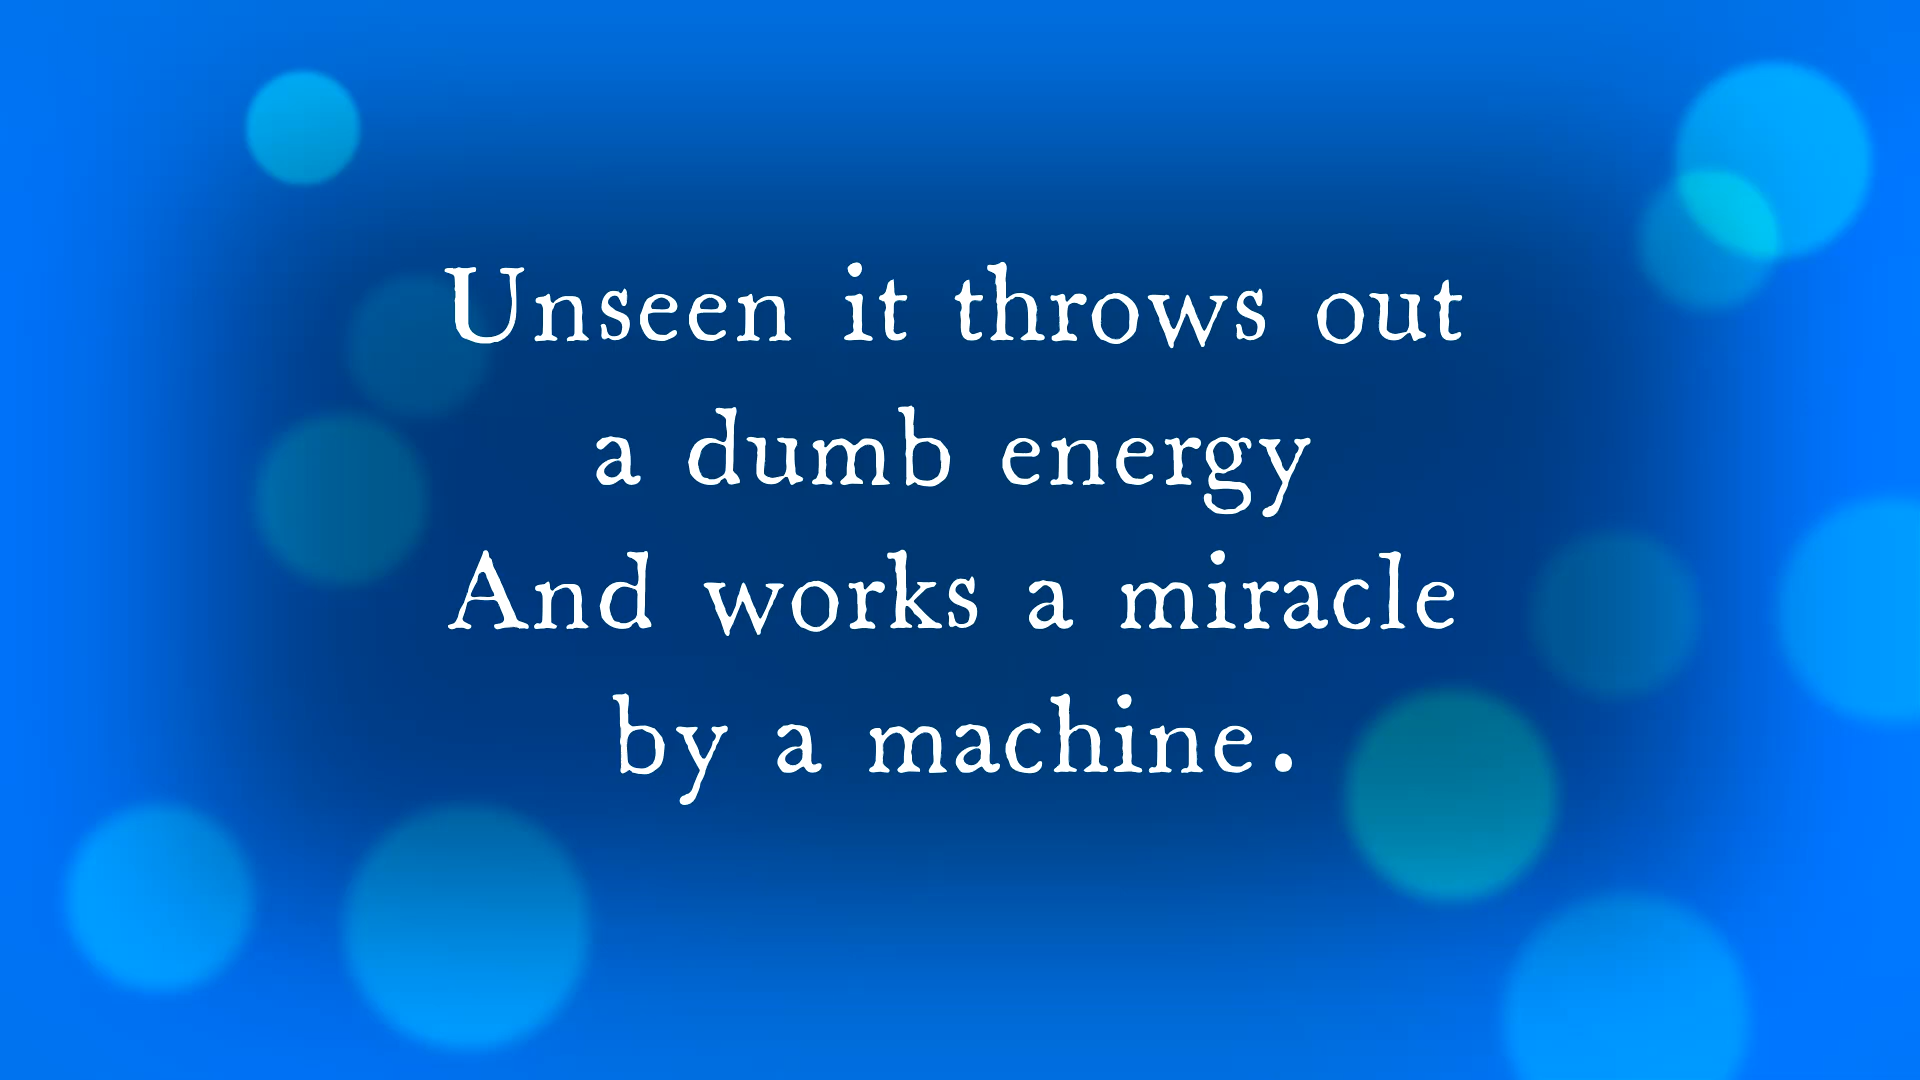 Unseen it throws out
a dumb energy
And works a miracle
by a machine.